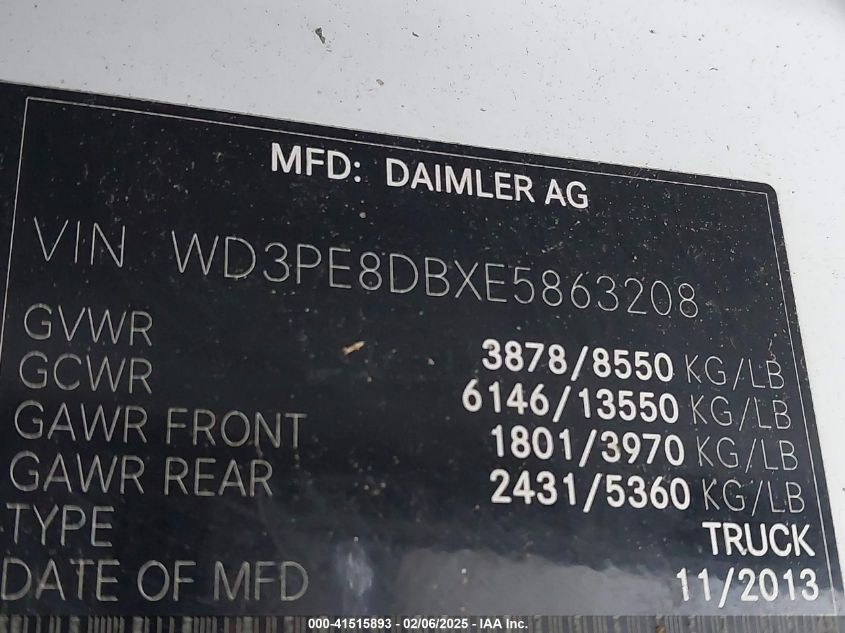 MFD: DAIMLER AG
VIN WD3PE8DBXE5863208
GVWR 3878/8550 KG/LB
GCWR 6146/13550 KG/LB
GAWR FRONT 1801/3970 KG/LB
GAWR REAR 2431/5360 KG/LB
TYPE TRUCK
DATE OF MFD 11/2013
000-41515893 - 02/06/2025 - IAA Inc.